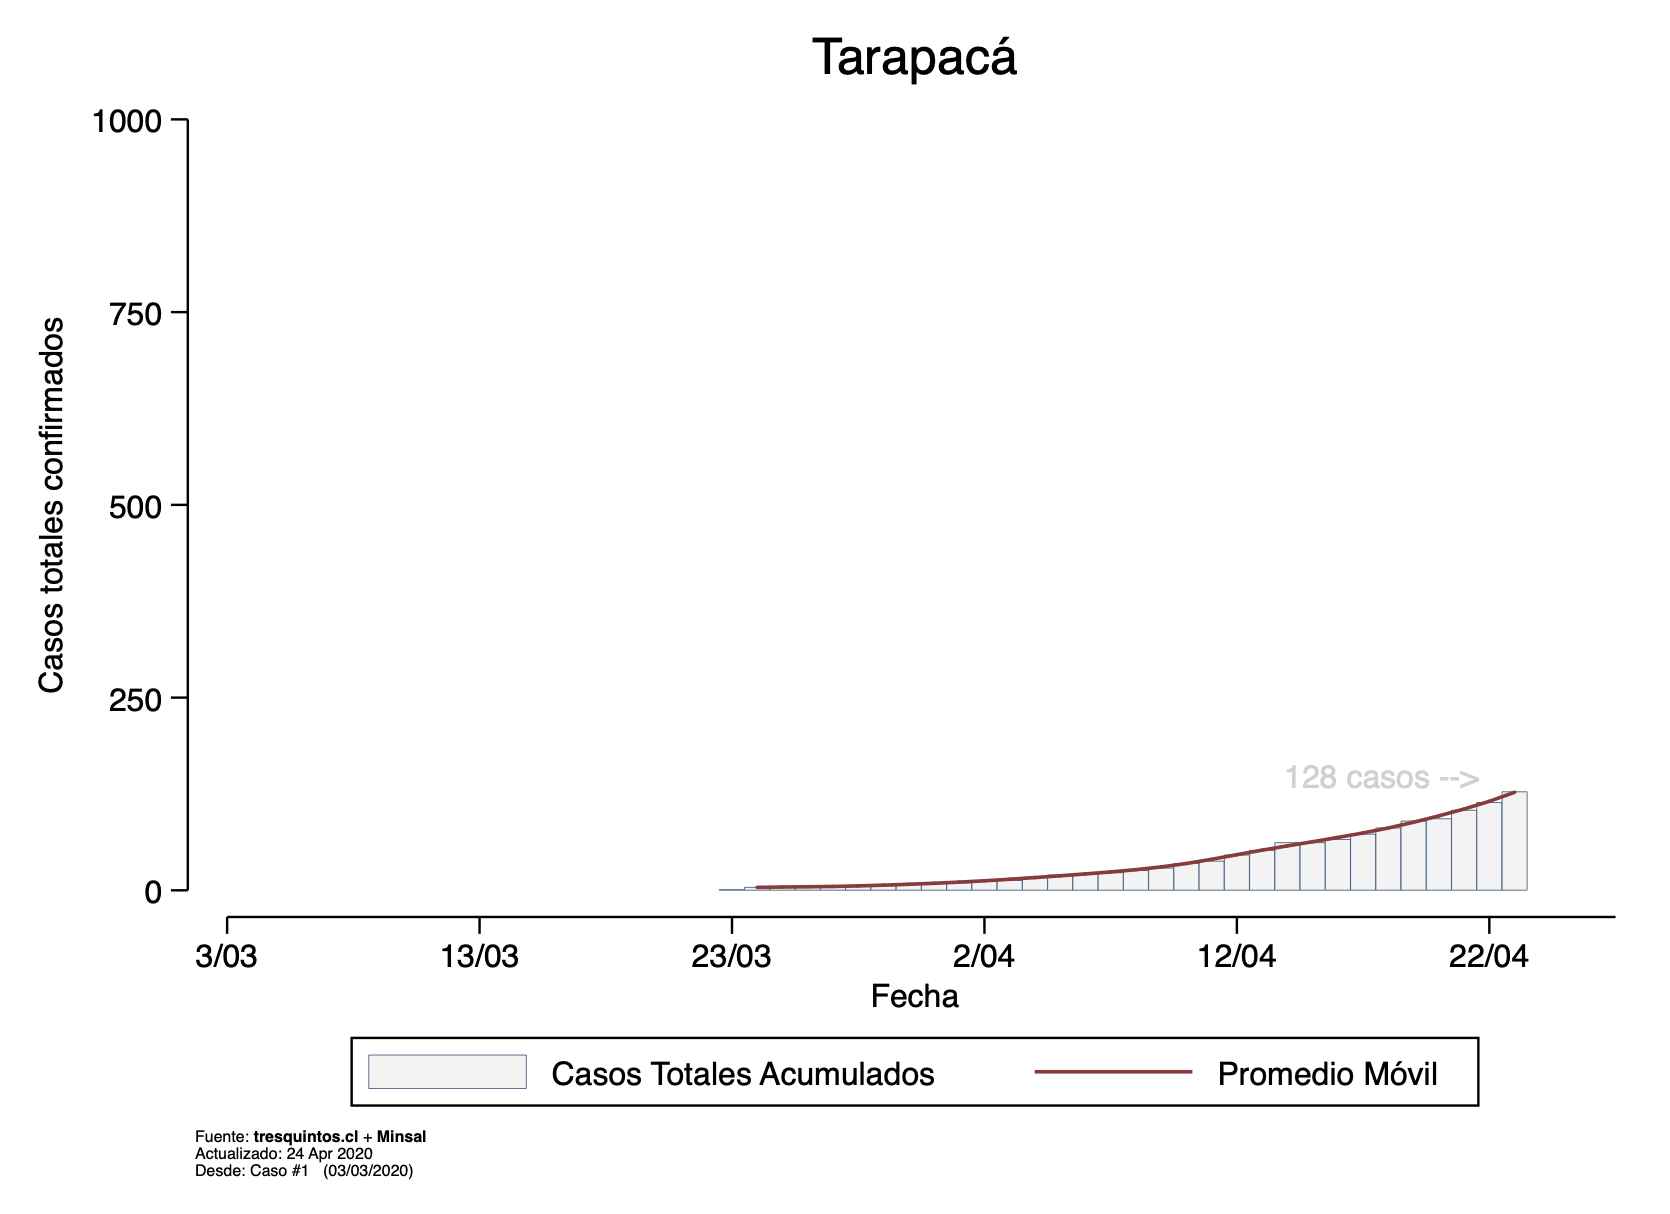 Tarapacá
Casos totales confirmados
1000
750
500
250
0
128 casos -->
3/03
13/03
23/03
2/04
12/04
22/04
Fecha
Casos Totales Acumulados
Promedio Móvil
Fuente: tresquintos.cl + Minsal
Actualizado: 24 Apr 2020
Desde: Caso #1 (03/03/2020)